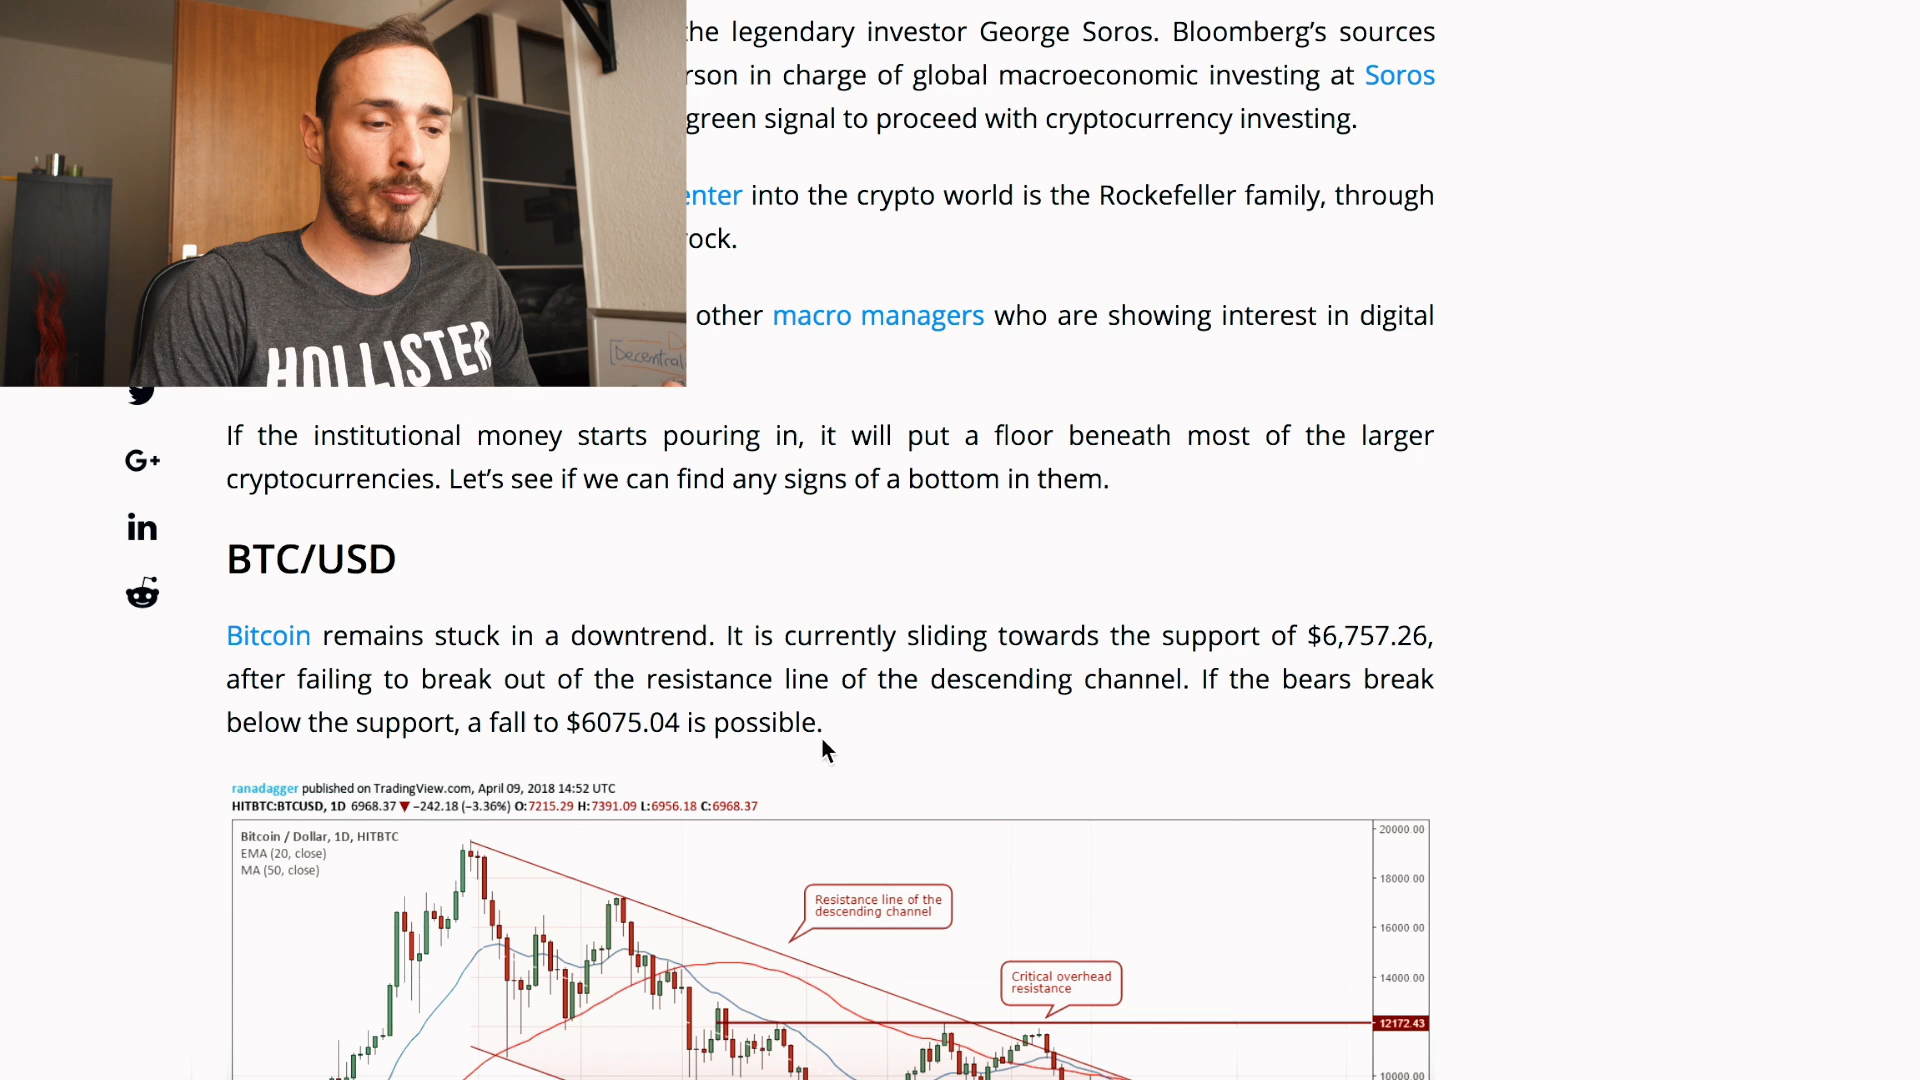 the legendary investor George Soros. Bloomberg’s sources
rson in charge of global macroeconomic investing at Soros
green signal to proceed with cryptocurrency investing.
enter into the crypto world is the Rockefeller family, through
rock.
other macro managers who are showing interest in digital
HOLLISTER
Decentral
If the institutional money starts pouring in, it will put a floor beneath most of the larger
cryptocurrencies. Let’s see if we can find any signs of a bottom in them.
G+
in
BTC/USD
Bitcoin remains stuck in a downtrend. It is currently sliding towards the support of $6,757.26,
after failing to break out of the resistance line of the descending channel. If the bears break
below the support, a fall to $6075.04 is possible.
ranadagger published on TradingView.com, April 09, 2018 14:52 UTC
HITBTC:BTCUSD, 1D 6968.37 ▼ −242.18 (−3.36%) O:7215.29 H:7391.09 L:6956.18 C:6968.37
Bitcoin / Dollar, 1D, HITBTC
EMA (20, close)
MA (50, close)
20000.00
18000.00
Resistance line of the
descending channel
16000.00
14000.00
Critical overhead
resistance
12172.43
10000.00